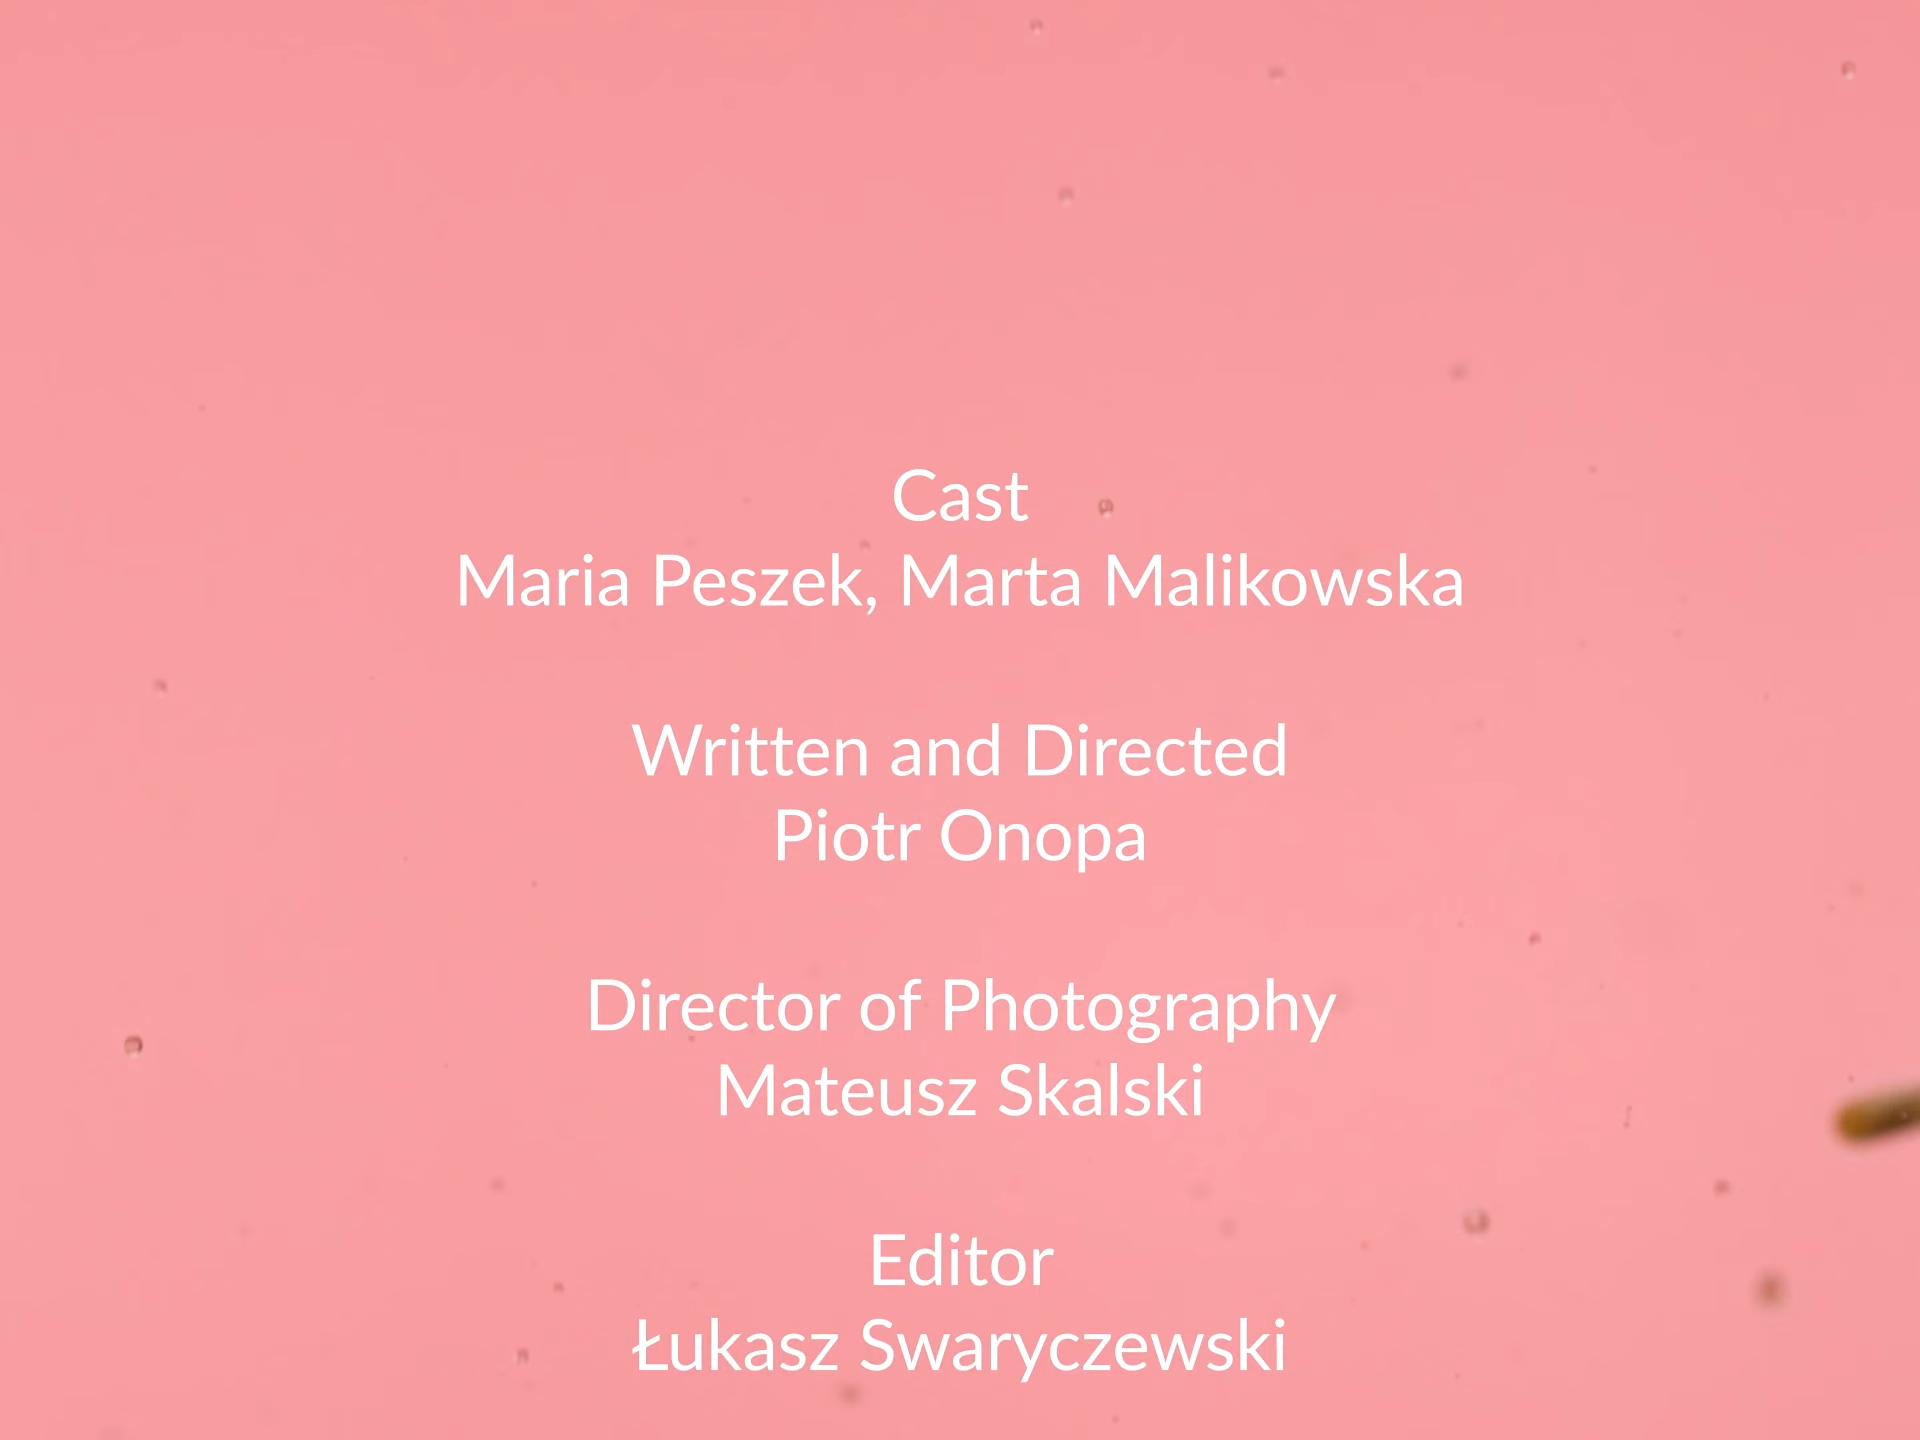 Cast
Maria Peszek, Marta Malikowska
Written and Directed
Piotr Onopa
Director of Photography
Mateusz Skalski
Editor
Łukasz Swaryczewski